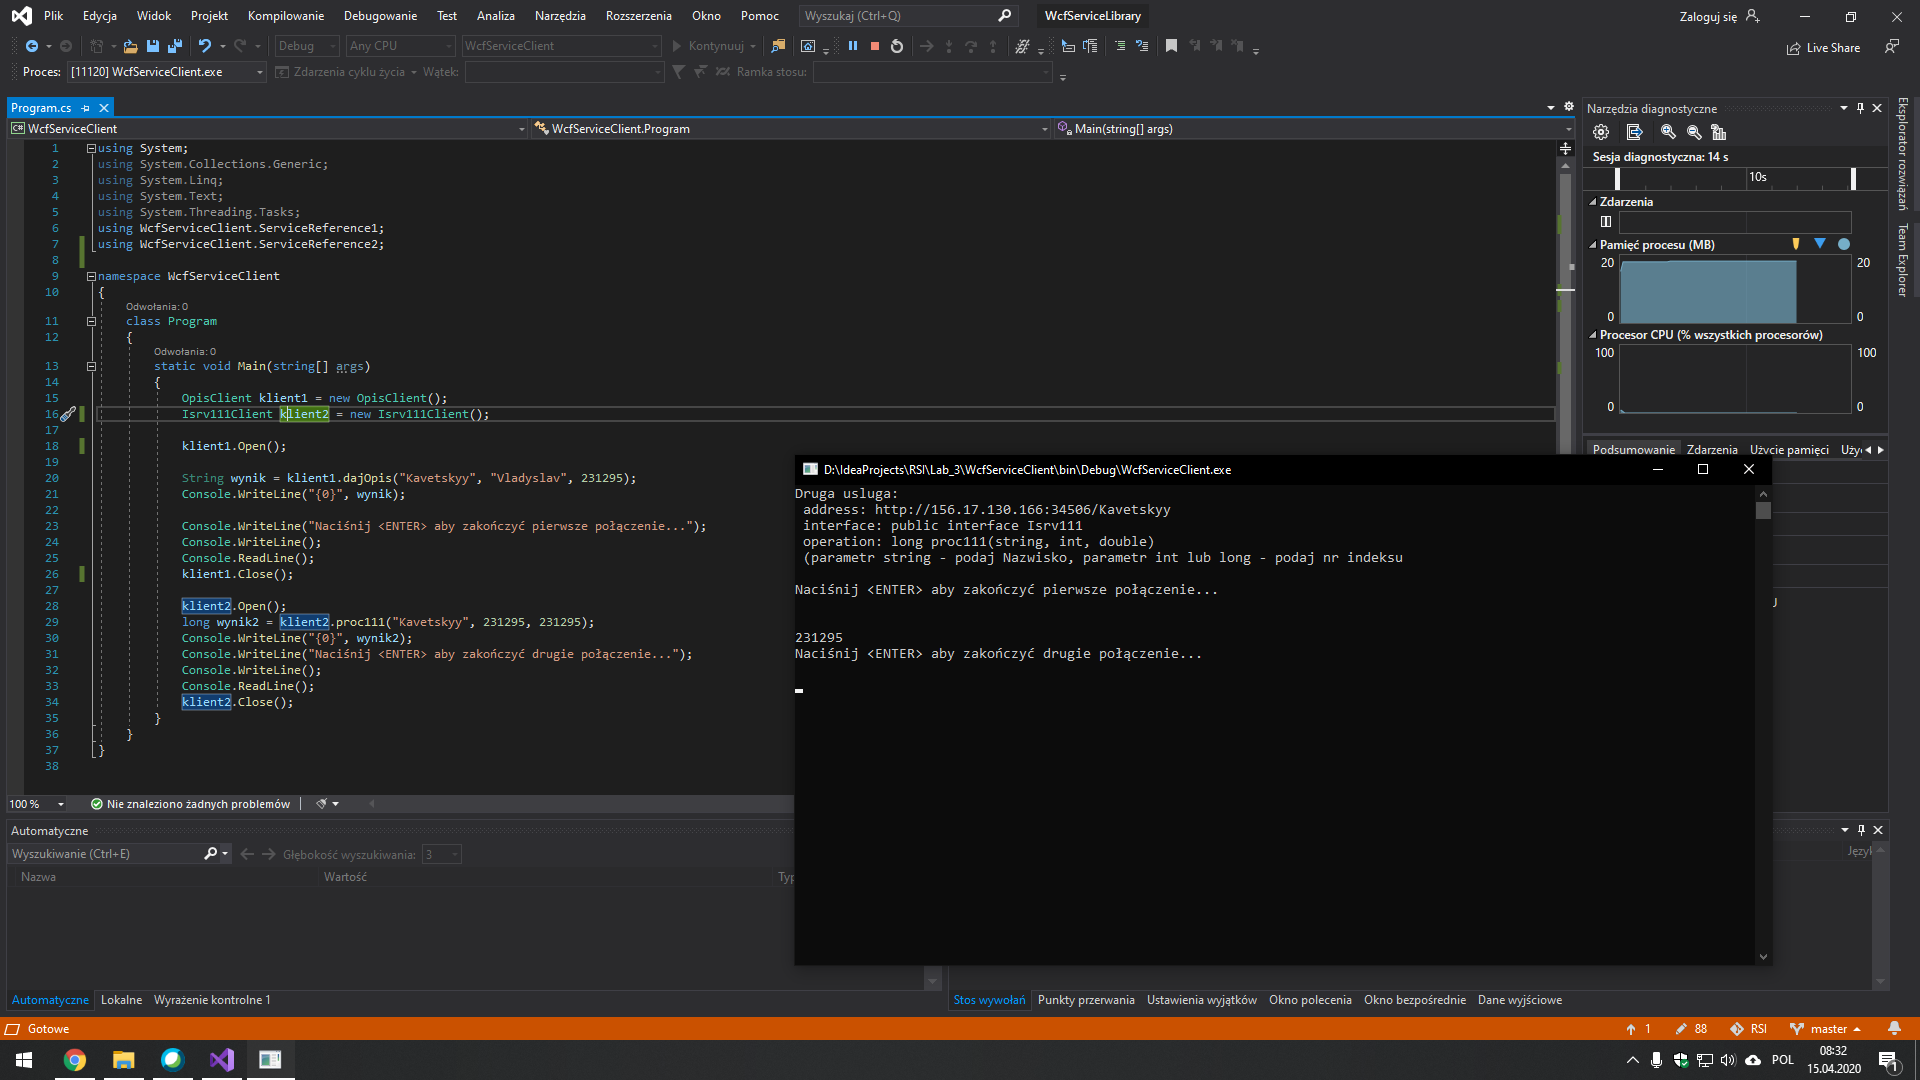 Plik Edycja Widok Projekt Kompilowanie Debugowanie Test Analiza Narzędzia Rozszerzenia Okno Pomoc Wyszukaj (Ctrl+Q) WcfServiceLibrary Zaloguj się
Debug Any CPU WcfServiceClient Kontynuuj Live Share
Proces: [11120] WcfServiceClient.exe Zdarzenia cyklu życia Wątek: Ramka stosu:
Program.cs
WcfServiceClient WcfServiceClient.Program Main(string[] args)
1 using System;
2 using System.Collections.Generic;
3 using System.Linq;
4 using System.Text;
5 using System.Threading.Tasks;
6 using WcfServiceClient.ServiceReference1;
7 using WcfServiceClient.ServiceReference2;
8
9 namespace WcfServiceClient
10 {
Odwołania: 0
11 class Program
12 {
Odwołania: 0
13 static void Main(string[] args)
14 {
15 OpisClient klient1 = new OpisClient();
16 Isrv111Client klient2 = new Isrv111Client();
17
18 klient1.Open();
19
20 String wynik = klient1.dajOpis("Kavetskyy", "Vladyslav", 231295);
21 Console.WriteLine("{0}", wynik);
22
23 Console.WriteLine("Naciśnij <ENTER> aby zakończyć pierwsze połączenie...");
24 Console.WriteLine();
25 Console.ReadLine();
26 klient1.Close();
27
28 klient2.Open();
29 long wynik2 = klient2.proc111("Kavetskyy", 231295, 231295);
30 Console.WriteLine("{0}", wynik2);
31 Console.WriteLine("Naciśnij <ENTER> aby zakończyć drugie połączenie...");
32 Console.WriteLine();
33 Console.ReadLine();
34 klient2.Close();
35 }
36 }
37 }
38
100 % Nie znaleziono żadnych problemów
Narzędzia diagnostyczne
Sesja diagnostyczna: 14 s
10s
Zdarzenia
Pamięć procesu (MB)
20 20
0 0
Procesor CPU (% wszystkich procesorów)
100 100
0 0
Podsumowanie Zdarzenia Użycie pamięci Uży
Eksplorator rozwiązań
Team Explorer
D:\IdeaProjects\RSI\Lab_3\WcfServiceClient\bin\Debug\WcfServiceClient.exe
Druga usluga:
address: http://156.17.130.166:34506/Kavetskyy
interface: public interface Isrv111
operation: long proc111(string, int, double)
(parametr string - podaj Nazwisko, parametr int lub long - podaj nr indeksu
Naciśnij <ENTER> aby zakończyć pierwsze połączenie...
231295
Naciśnij <ENTER> aby zakończyć drugie połączenie...
Automatyczne
Wyszukiwanie (Ctrl+E) Głębokość wyszukiwania: 3
Nazwa Wartość Typ
Język
Automatyczne Lokalne Wyrażenie kontrolne 1
Stos wywołań Punkty przerwania Ustawienia wyjątków Okno polecenia Okno bezpośrednie Dane wyjściowe
Gotowe 1 88 RSI master
POL 08:32
15.04.2020
1